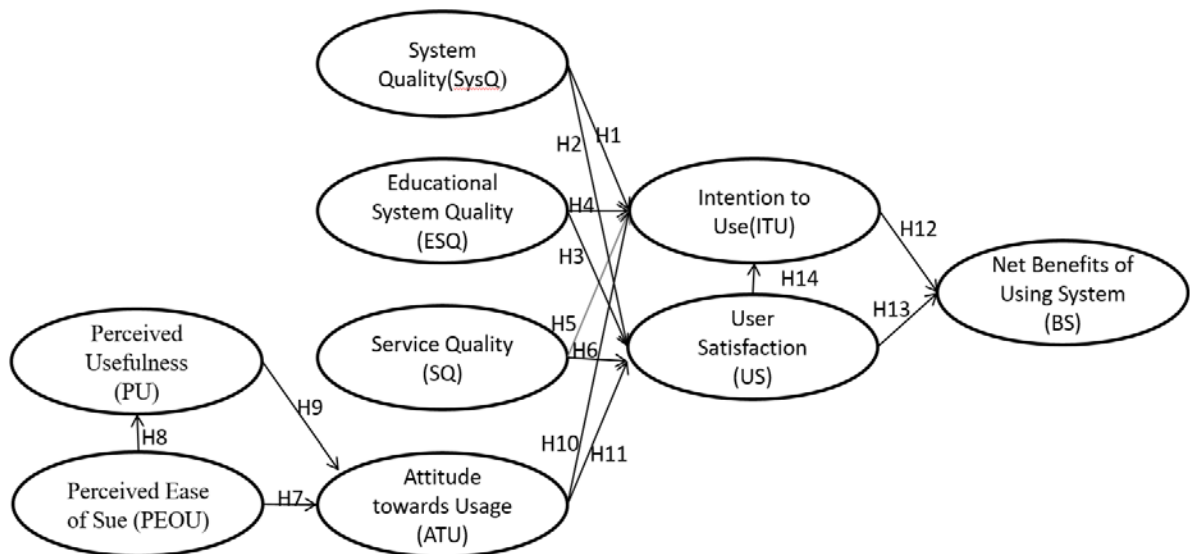 System
Quality(SysQ)
H2
H1
Educational
System Quality
(ESQ)
H4
H3
Intention to
Use(ITU)
H12
Net Benefits of
Using System
(BS)
H14
H13
Service Quality
(SQ)
H5
H6
User
Satisfaction
(US)
Perceived
Usefulness
(PU)
H9
H8
Perceived Ease
of Sue (PEOU)
H7
Attitude
towards Usage
(ATU)
H10
H11